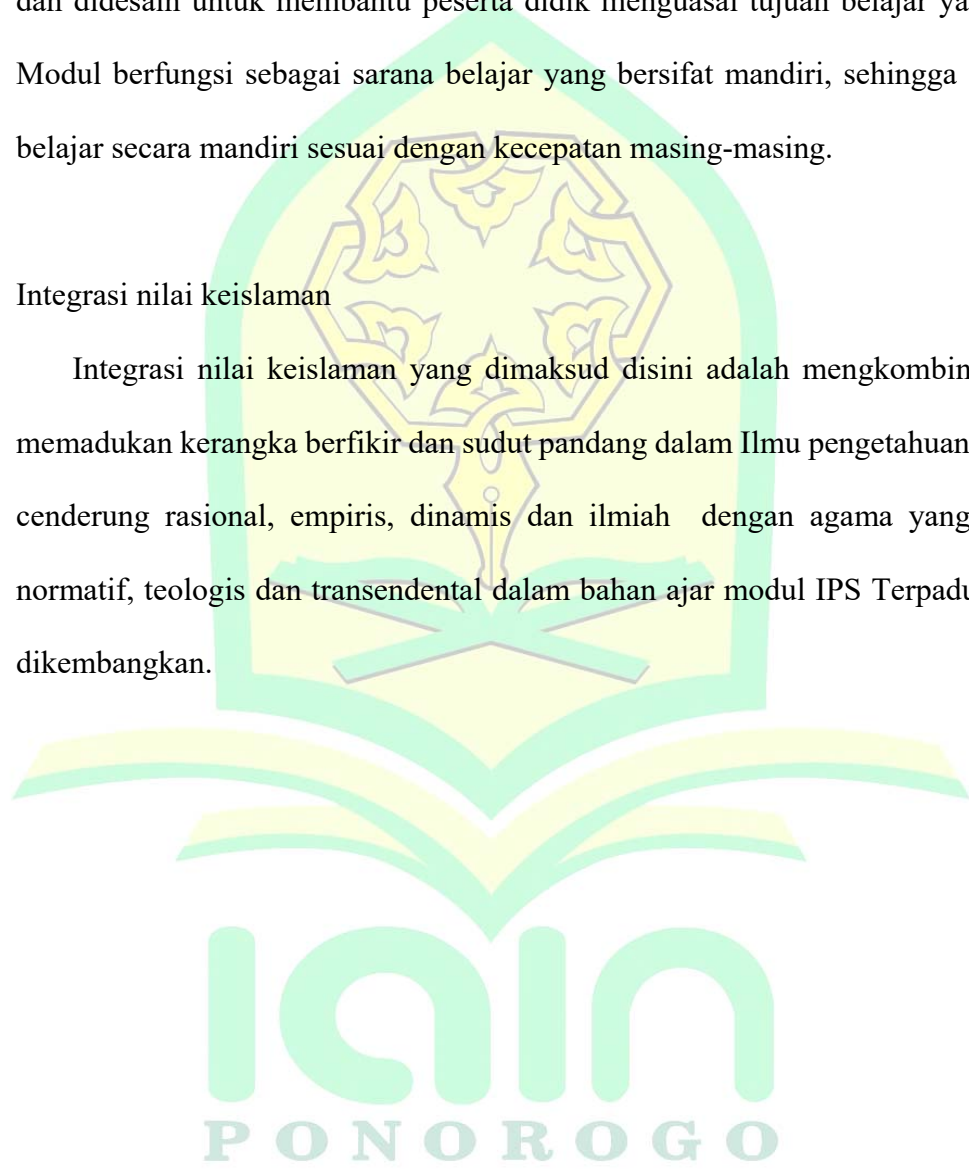 dan didesain untuk membantu peserta didik menguasai tujuan belajar
Modul berfungsi sebagai sarana belajar yang bersifat mandiri, sehingga
belajar secara mandiri sesuai dengan kecepatan masing-masing.
Integrasi nilai keislaman
Integrasi nilai keislaman yang dimaksud disini adalah
memadukan kerangka berfikir dan sudut pandang dalam Ilmu pengetahuan
cenderung rasional, empiris, dinamis dan ilmiah dengan agama yang
normatif, teologis dan transendental dalam bahan ajar modul IPS Terpadu
dikembangkan.
iain
PONOROGO